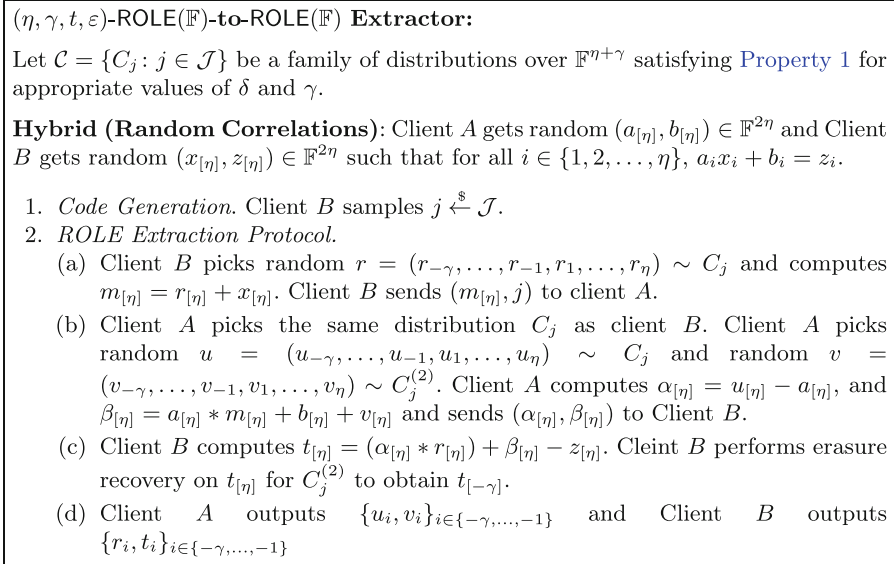 (η, γ, t, ε)-ROLE(𝔽)-to-ROLE(𝔽) Extractor:
Let 𝒞 = {C_j : j ∈ 𝒥} be a family of distributions over 𝔽^{η+γ} satisfying Property 1 for
appropriate values of δ and γ.
Hybrid (Random Correlations): Client A gets random (a_{[η]}, b_{[η]}) ∈ 𝔽^{2η} and Client
B gets random (x_{[η]}, z_{[η]}) ∈ 𝔽^{2η} such that for all i ∈ {1, 2, . . . , η}, a_i x_i + b_i = z_i.
1. Code Generation. Client B samples j ←^$ 𝒥.
2. ROLE Extraction Protocol.
(a) Client B picks random r = (r_{−γ}, . . . , r_{−1}, r_1, . . . , r_η) ∼ C_j and computes
m_{[η]} = r_{[η]} + x_{[η]}. Client B sends (m_{[η]}, j) to client A.
(b) Client A picks the same distribution C_j as client B. Client A picks
random u = (u_{−γ}, . . . , u_{−1}, u_1, . . . , u_η) ∼ C_j and random v =
(v_{−γ}, . . . , v_{−1}, v_1, . . . , v_η) ∼ C_j^{(2)}. Client A computes α_{[η]} = u_{[η]} − a_{[η]}, and
β_{[η]} = a_{[η]} ∗ m_{[η]} + b_{[η]} + v_{[η]} and sends (α_{[η]}, β_{[η]}) to Client B.
(c) Client B computes t_{[η]} = (α_{[η]} ∗ r_{[η]}) + β_{[η]} − z_{[η]}. Cleint B performs erasure
recovery on t_{[η]} for C_j^{(2)} to obtain t_{[−γ]}.
(d) Client A outputs {u_i, v_i}_{i∈{−γ,...,−1}} and Client B outputs
{r_i, t_i}_{i∈{−γ,...,−1}}